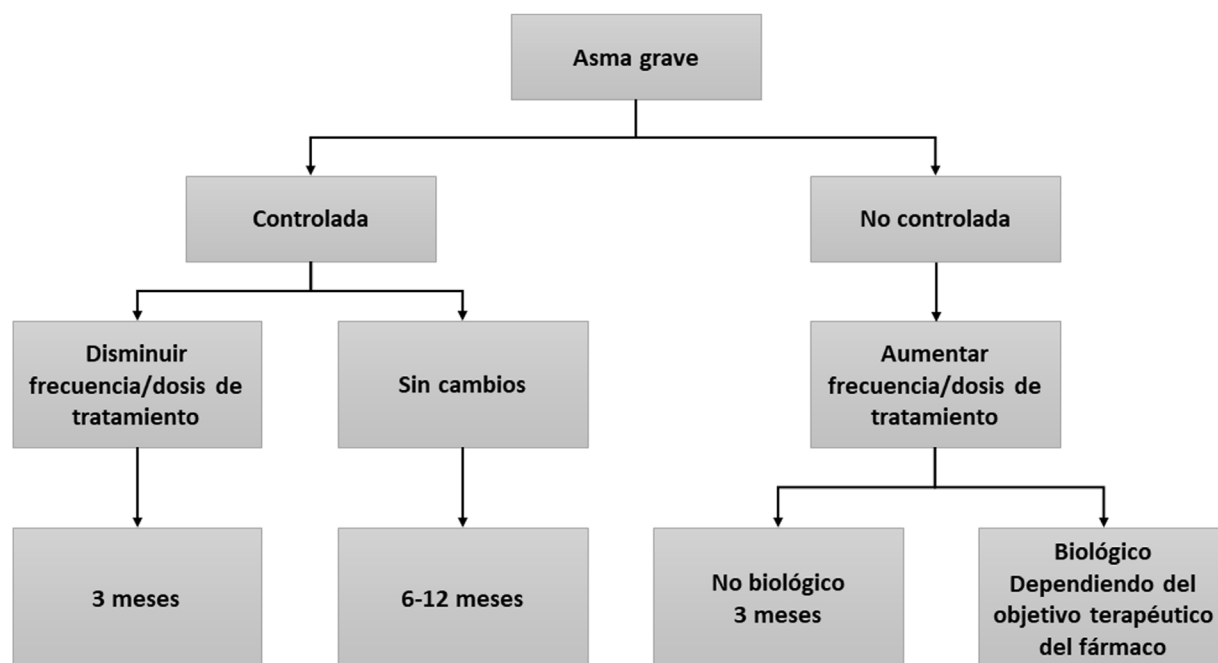 Asma grave
Controlada
No controlada
Disminuir
frecuencia/dosis de
tratamiento
Sin cambios
Aumentar
frecuencia/dosis de
tratamiento
3 meses
6-12 meses
No biológico
3 meses
Biológico
Dependiendo del
objetivo terapéutico
del fármaco